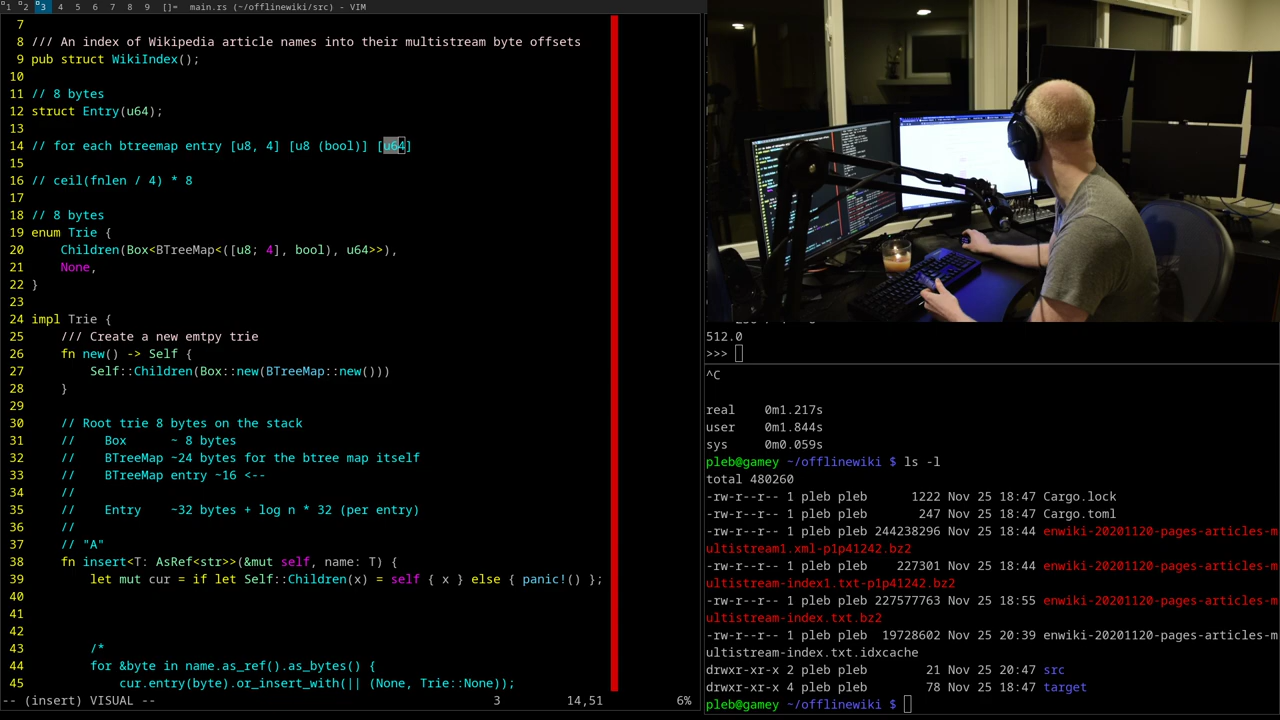 1 2 3 4 5 6 7 8 9 []= main.rs (~/offlinewiki/src) - VIM
7
8 /// An index of Wikipedia article names into their multistream byte offsets
9 pub struct WikiIndex();
10
11 // 8 bytes
12 struct Entry(u64);
13
14 // for each btreemap entry [u8, 4] [u8 (bool)] [u64]
15
16 // ceil(fnlen / 4) * 8
17
18 // 8 bytes
19 enum Trie {
20     Children(Box<BTreeMap<([u8; 4], bool), u64>>),
21     None,
22 }
23
24 impl Trie {
25     /// Create a new emtpy trie
26     fn new() -> Self {
27         Self::Children(Box::new(BTreeMap::new()))
28     }
29
30     // Root trie 8 bytes on the stack
31     //    Box      ~ 8 bytes
32     //    BTreeMap ~24 bytes for the btree map itself
33     //    BTreeMap entry ~16 <--
34     //
35     //    Entry    ~32 bytes + log n * 32 (per entry)
36     //
37     // "A"
38     fn insert<T: AsRef<str>>(&mut self, name: T) {
39         let mut cur = if let Self::Children(x) = self { x } else { panic!() };
40
41
42
43         /*
44         for &byte in name.as_ref().as_bytes() {
45             cur.entry(byte).or_insert_with(|| (None, Trie::None));
-- (insert) VISUAL -- 3 14,51 6%
512.0
>>>
^C
real    0m1.217s
user    0m1.844s
sys     0m0.059s
pleb@gamey ~/offlinewiki $ ls -l
total 480260
-rw-r--r-- 1 pleb pleb      1222 Nov 25 18:47 Cargo.lock
-rw-r--r-- 1 pleb pleb       247 Nov 25 18:47 Cargo.toml
-rw-r--r-- 1 pleb pleb 244238296 Nov 25 18:44 enwiki-20201120-pages-articles-m
ultistream1.xml-p1p41242.bz2
-rw-r--r-- 1 pleb pleb    227301 Nov 25 18:44 enwiki-20201120-pages-articles-m
ultistream-index1.txt-p1p41242.bz2
-rw-r--r-- 1 pleb pleb 227577763 Nov 25 18:55 enwiki-20201120-pages-articles-m
ultistream-index.txt.bz2
-rw-r--r-- 1 pleb pleb  19728602 Nov 25 20:39 enwiki-20201120-pages-articles-m
ultistream-index.txt.idxcache
drwxr-xr-x 2 pleb pleb        21 Nov 25 20:47 src
drwxr-xr-x 4 pleb pleb        78 Nov 25 18:47 target
pleb@gamey ~/offlinewiki $